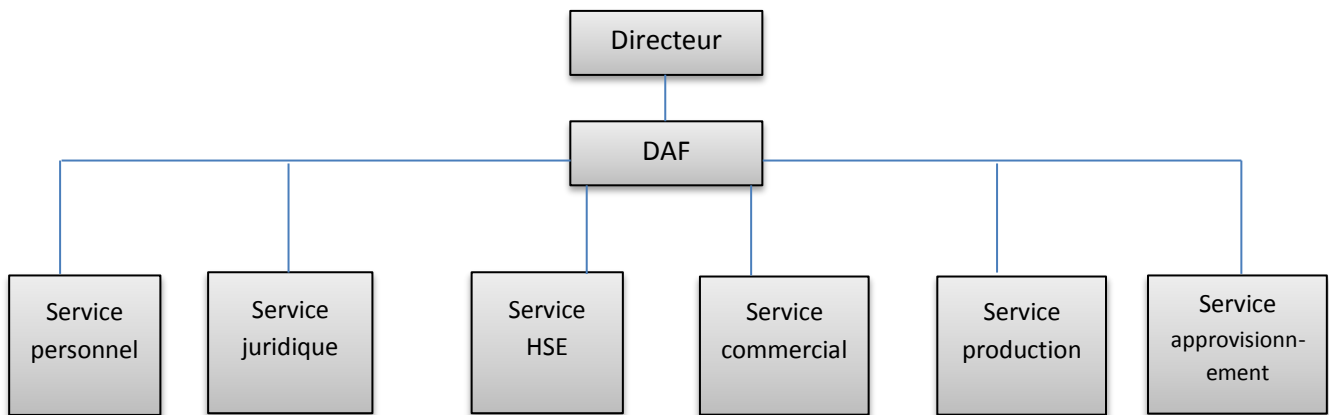 Directeur
DAF
Service
personnel
Service
juridique
Service
HSE
Service
commercial
Service
production
Service
approvisionn-
ement